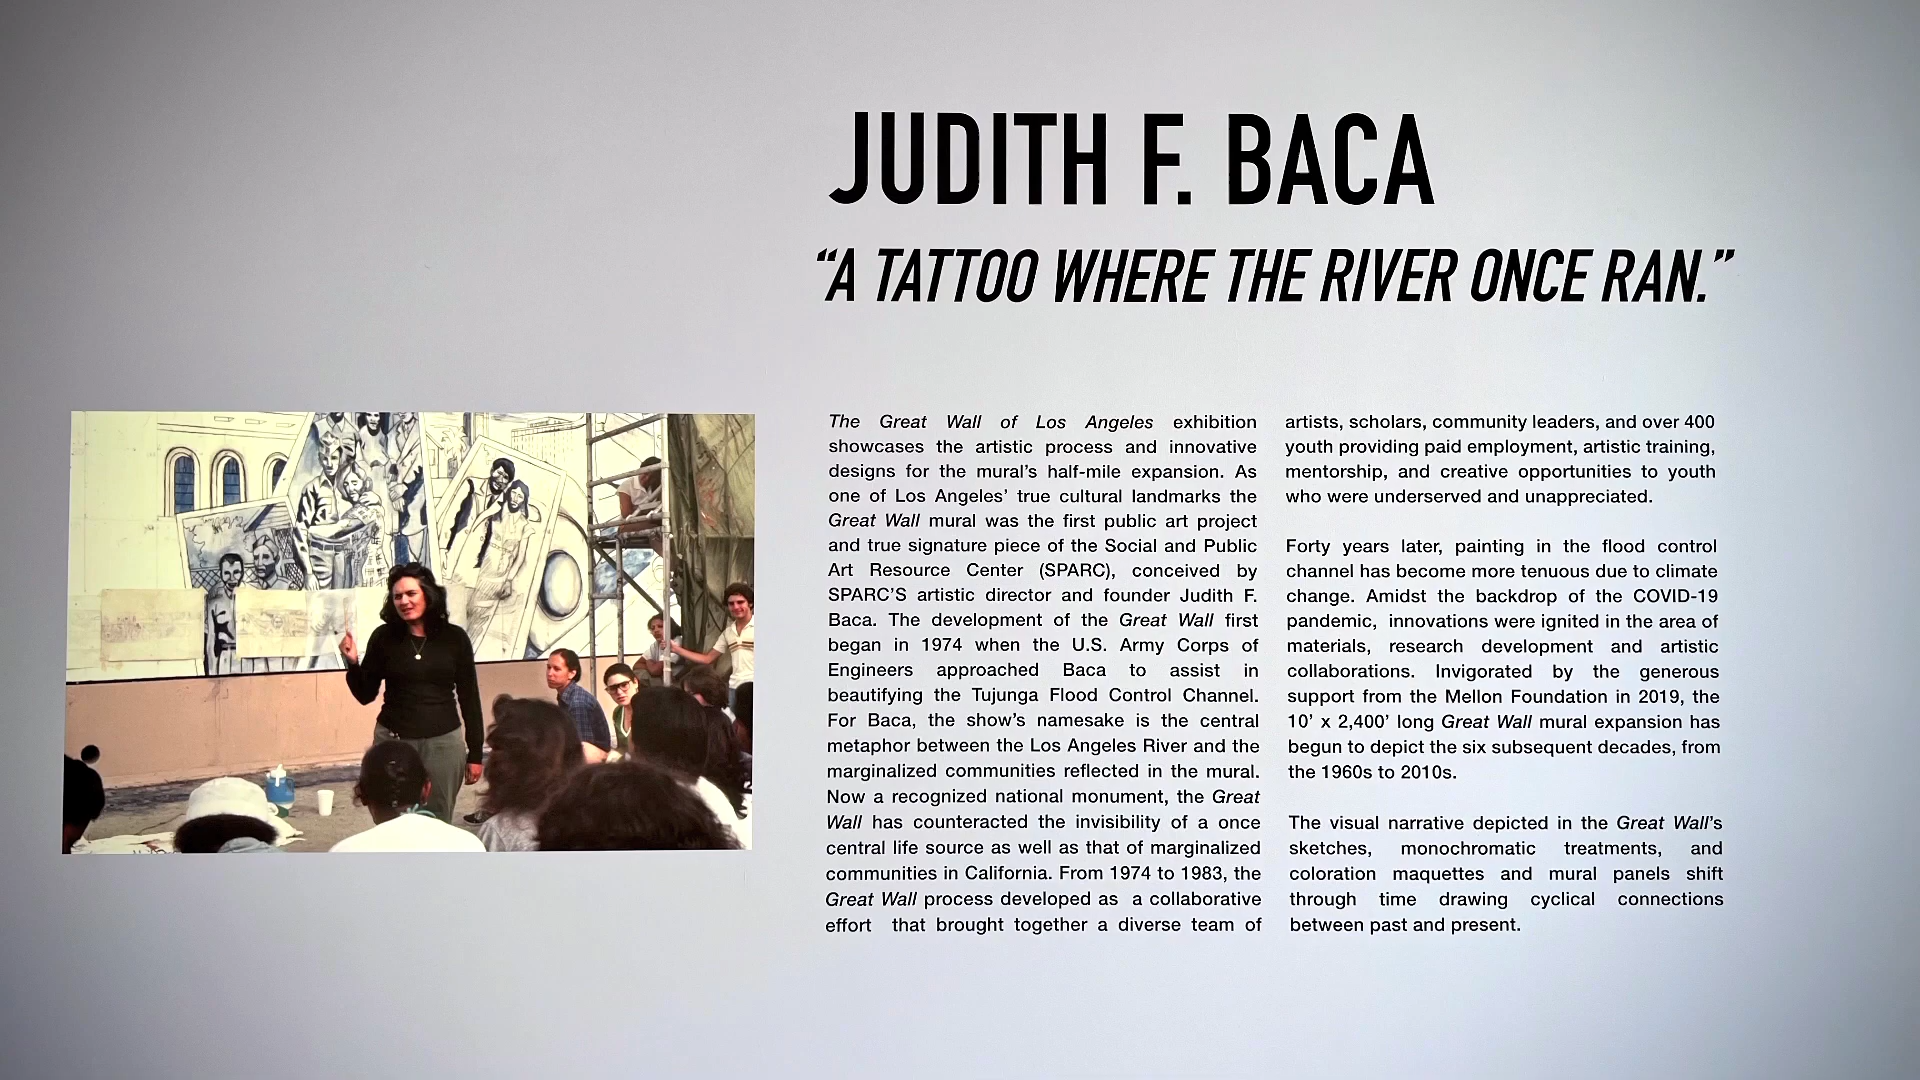 JUDITH F. BACA
“A TATTOO WHERE THE RIVER ONCE RAN.”
The Great Wall of Los Angeles exhibition
showcases the artistic process and innovative
designs for the mural’s half-mile expansion. As
one of Los Angeles’ true cultural landmarks the
Great Wall mural was the first public art project
and true signature piece of the Social and Public
Art Resource Center (SPARC), conceived by
SPARC’S artistic director and founder Judith F.
Baca. The development of the Great Wall first
began in 1974 when the U.S. Army Corps of
Engineers approached Baca to assist in
beautifying the Tujunga Flood Control Channel.
For Baca, the show’s namesake is the central
metaphor between the Los Angeles River and the
marginalized communities reflected in the mural.
Now a recognized national monument, the Great
Wall has counteracted the invisibility of a once
central life source as well as that of marginalized
communities in California. From 1974 to 1983, the
Great Wall process developed as a collaborative
effort that brought together a diverse team of
artists, scholars, community leaders, and over 400
youth providing paid employment, artistic training,
mentorship, and creative opportunities to youth
who were underserved and unappreciated.
Forty years later, painting in the flood control
channel has become more tenuous due to climate
change. Amidst the backdrop of the COVID-19
pandemic, innovations were ignited in the area of
materials, research development and artistic
collaborations. Invigorated by the generous
support from the Mellon Foundation in 2019, the
10’ x 2,400’ long Great Wall mural expansion has
begun to depict the six subsequent decades, from
the 1960s to 2010s.
The visual narrative depicted in the Great Wall’s
sketches, monochromatic treatments, and
coloration maquettes and mural panels shift
through time drawing cyclical connections
between past and present.